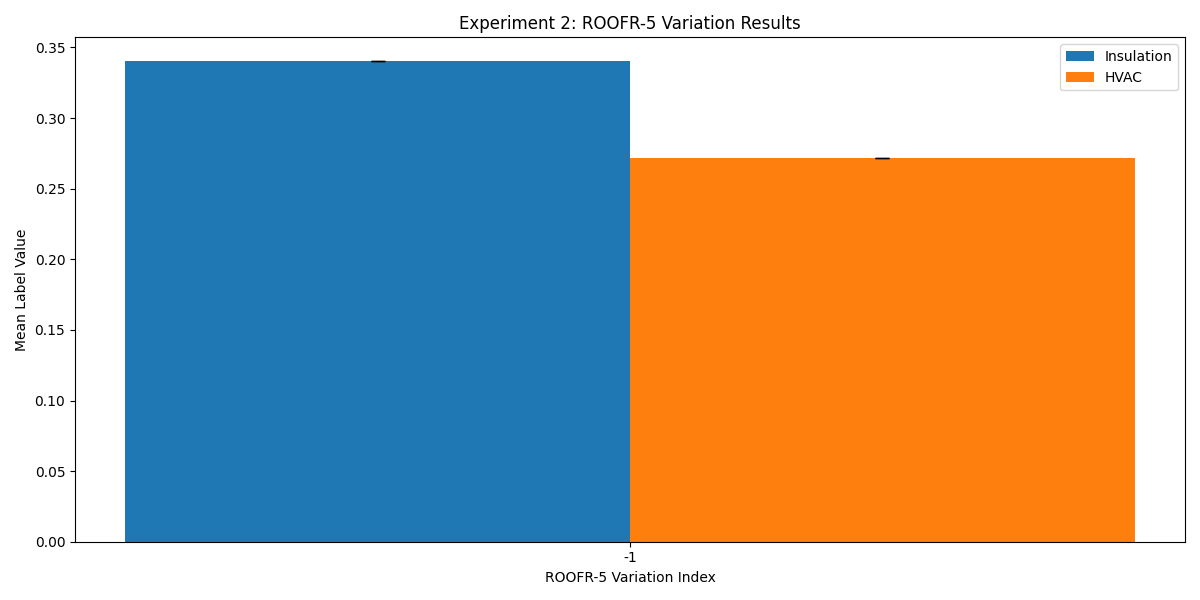 Experiment 2: ROOFR-5 Variation Results
Insulation
HVAC
0.35
0.30
0.25
0.20
0.15
0.10
0.05
0.00
Mean Label Value
-1
ROOFR-5 Variation Index